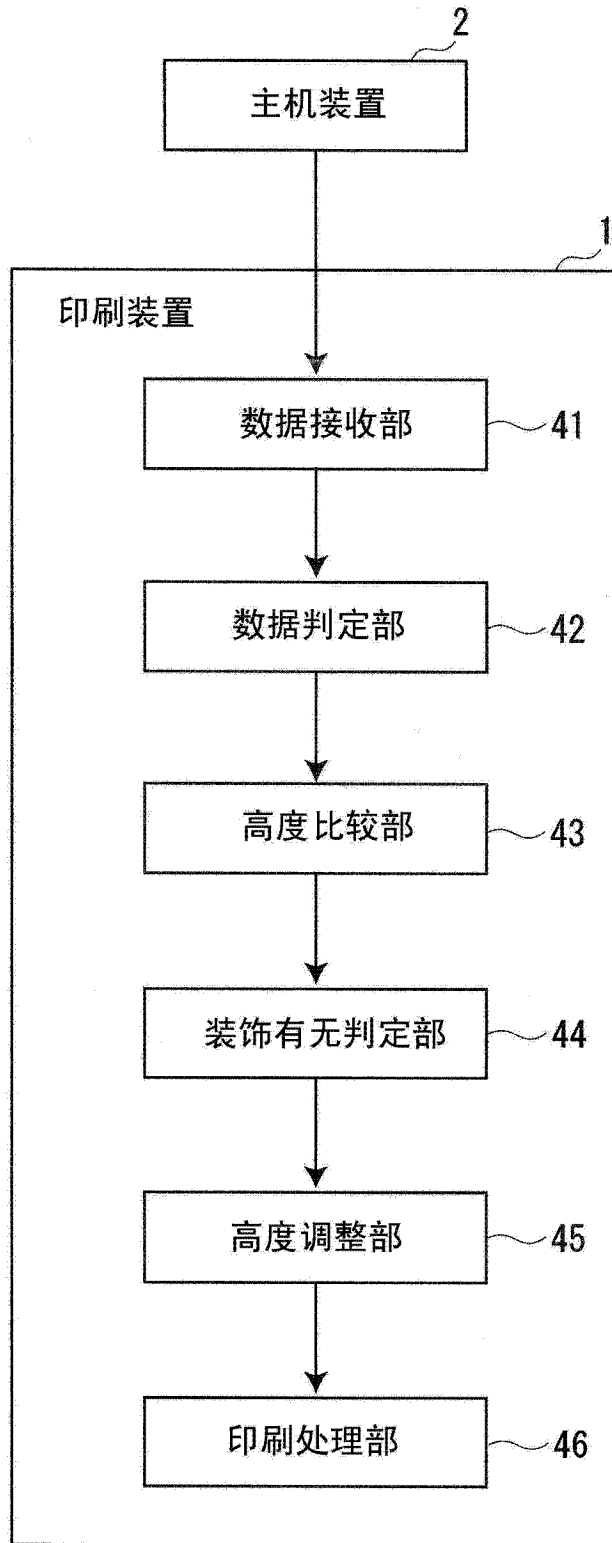 2
主机装置
1
印刷装置
数据接收部
41
数据判定部
42
高度比较部
43
装饰有无判定部
44
高度调整部
45
印刷处理部
46